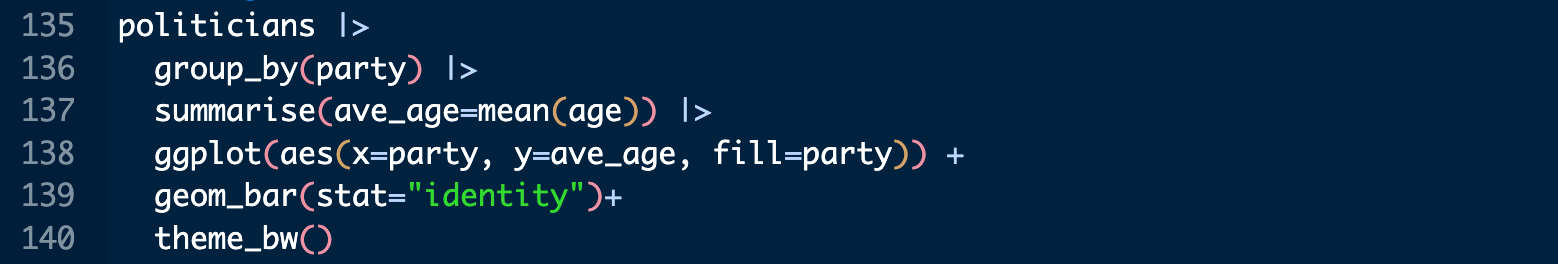 135 politicians |>
136   group_by(party) |>
137   summarise(ave_age=mean(age)) |>
138   ggplot(aes(x=party, y=ave_age, fill=party)) +
139   geom_bar(stat="identity")+
140   theme_bw()